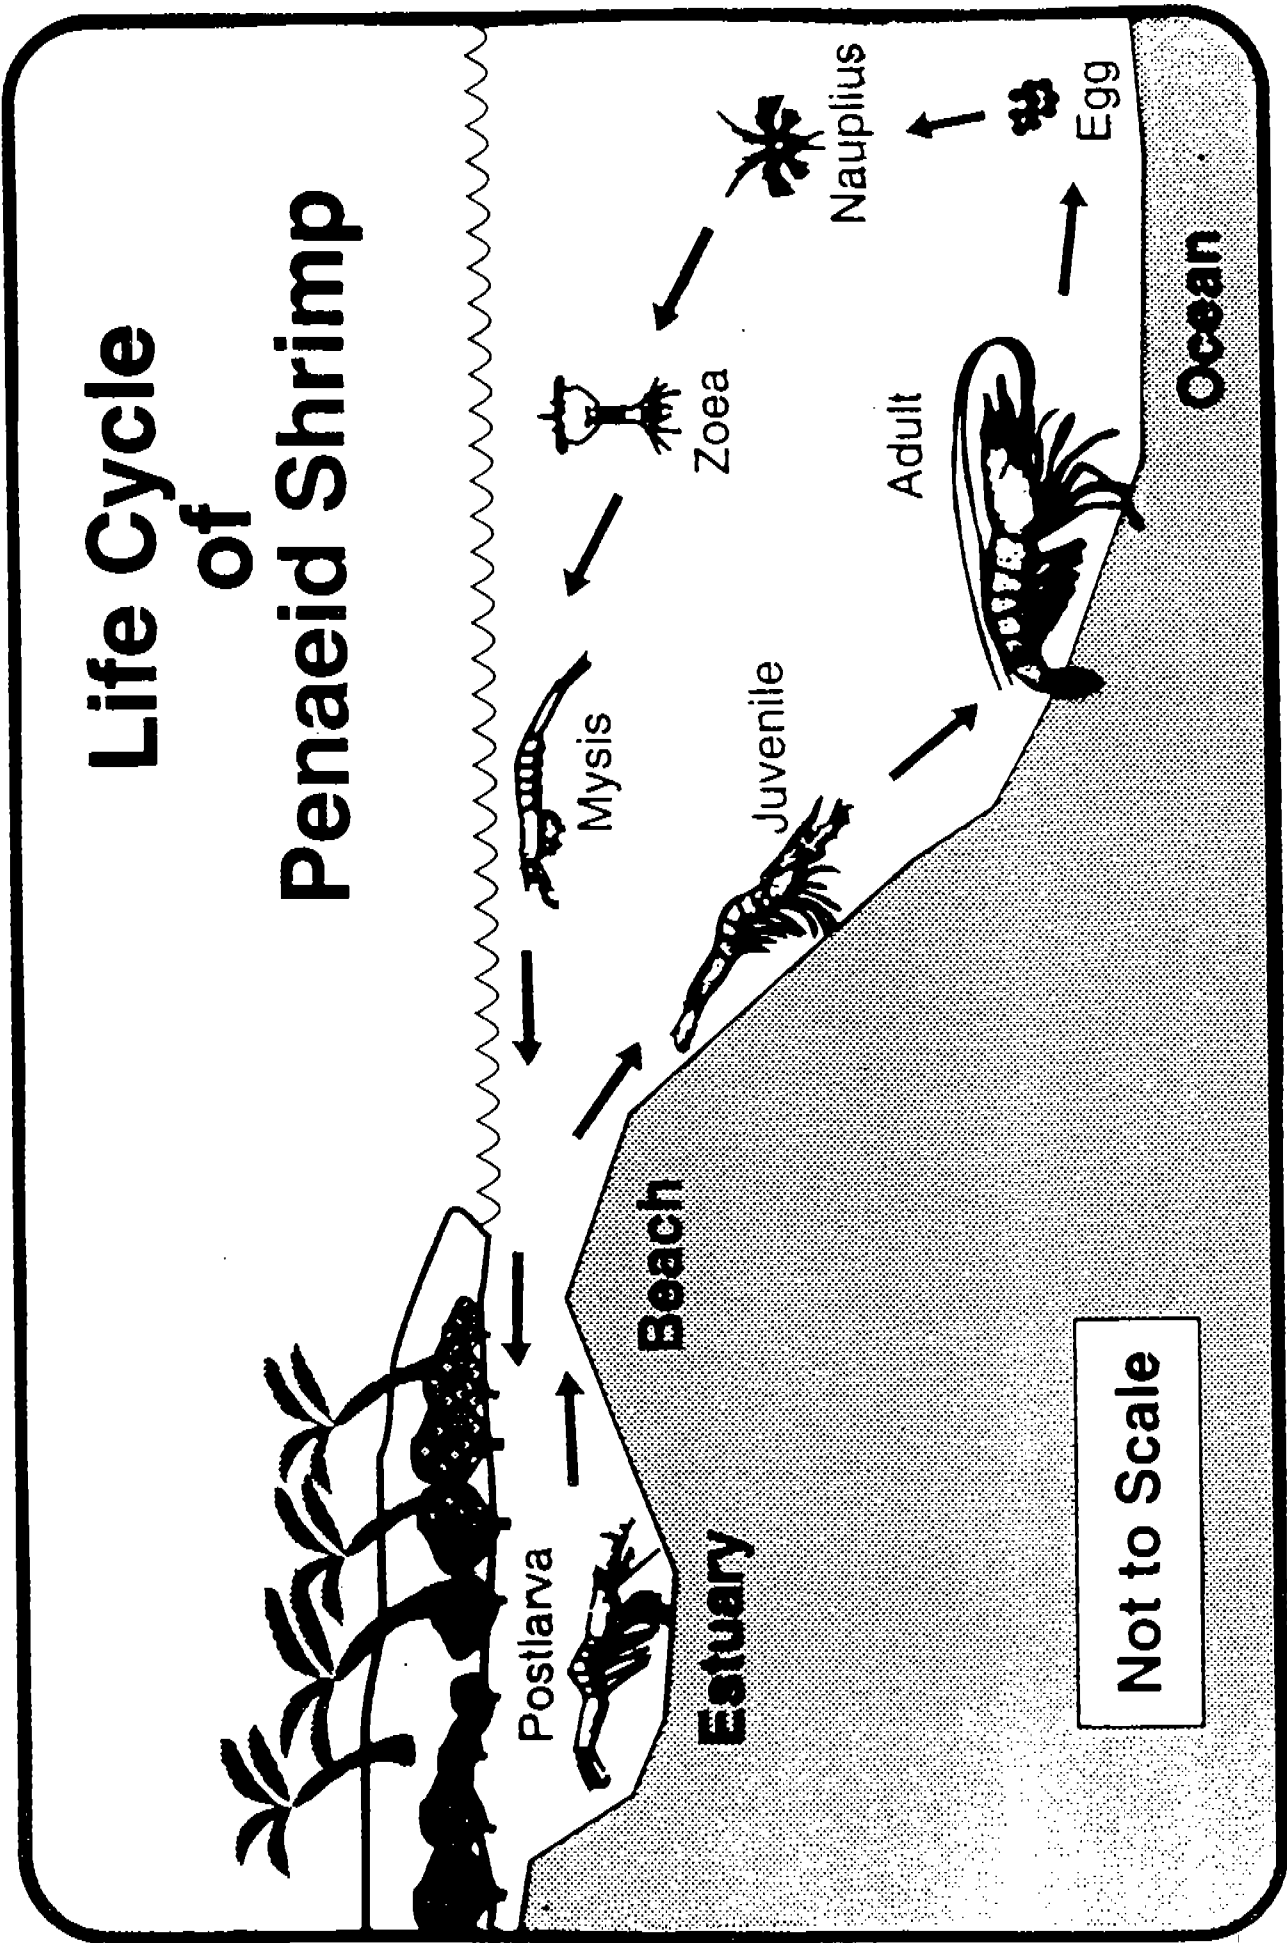 Life Cycle
of
Penaeid Shrimp
Postlarva
Mysis
Zoea
Nauplius
Juvenile
Adult
Egg
Estuary
Beach
Ocean
Not to Scale